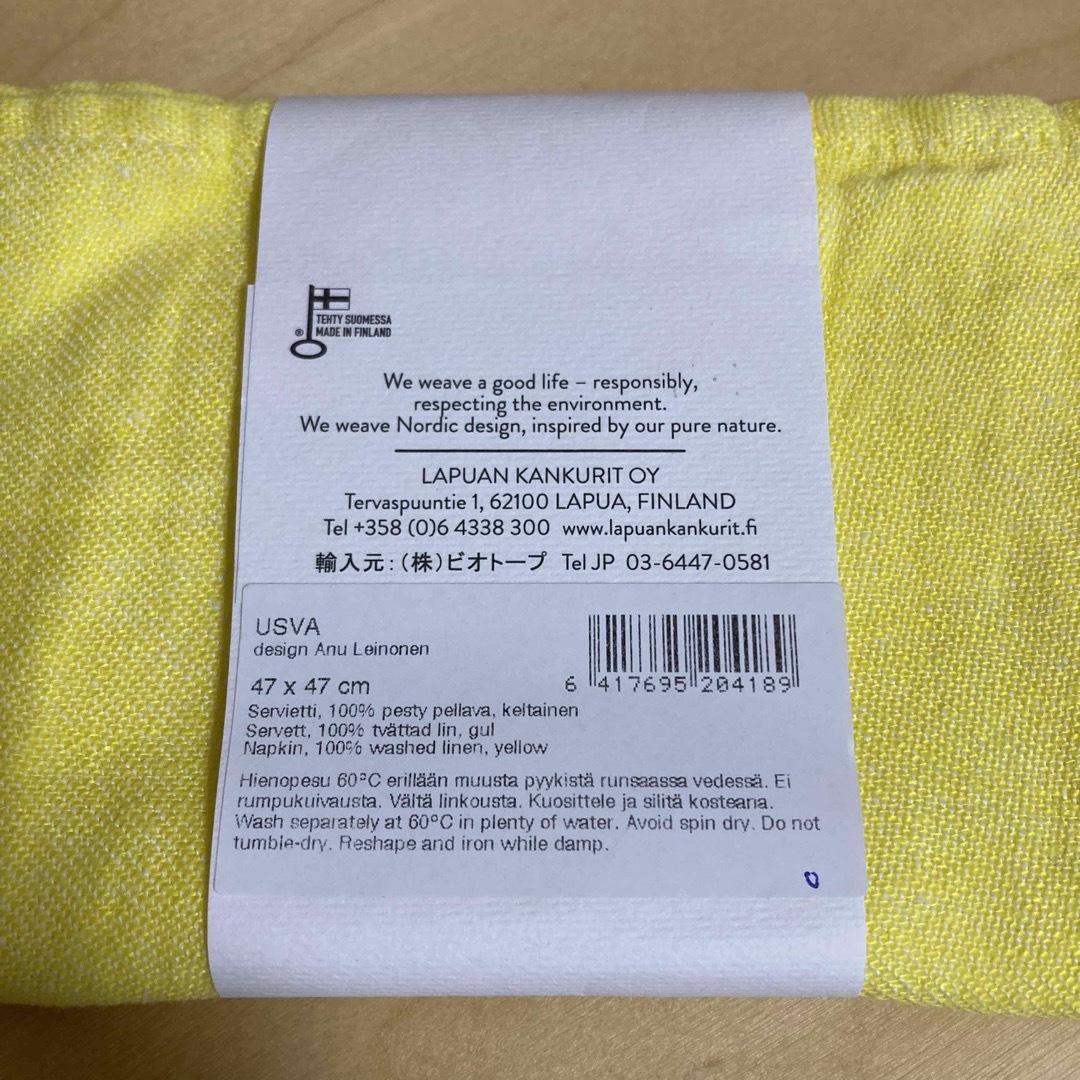 TEHTY SUOMESSA
® MADE IN FINLAND
We weave a good life – responsibly,
respecting the environment.
We weave Nordic design, inspired by our pure nature.
LAPUAN KANKURIT OY
Tervaspuuntie 1, 62100 LAPUA, FINLAND
Tel +358 (0)6 4338 300 www.lapuankankurit.fi
輸入元:(株)ビオトープ Tel JP 03-6447-0581
USVA
design Anu Leinonen
47 x 47 cm
6 417695 204189
Servietti, 100% pesty pellava, keltainen
Servett, 100% tvättad lin, gul
Napkin, 100% washed linen, yellow
Hienopesu 60°C erillään muusta pyykistä runsaassa vedessä. Ei
rumpukuivausta. Vältä linkousta. Kuosittele ja silitä kosteana.
Wash separately at 60°C in plenty of water. Avoid spin dry. Do not
tumble-dry. Reshape and iron while damp.